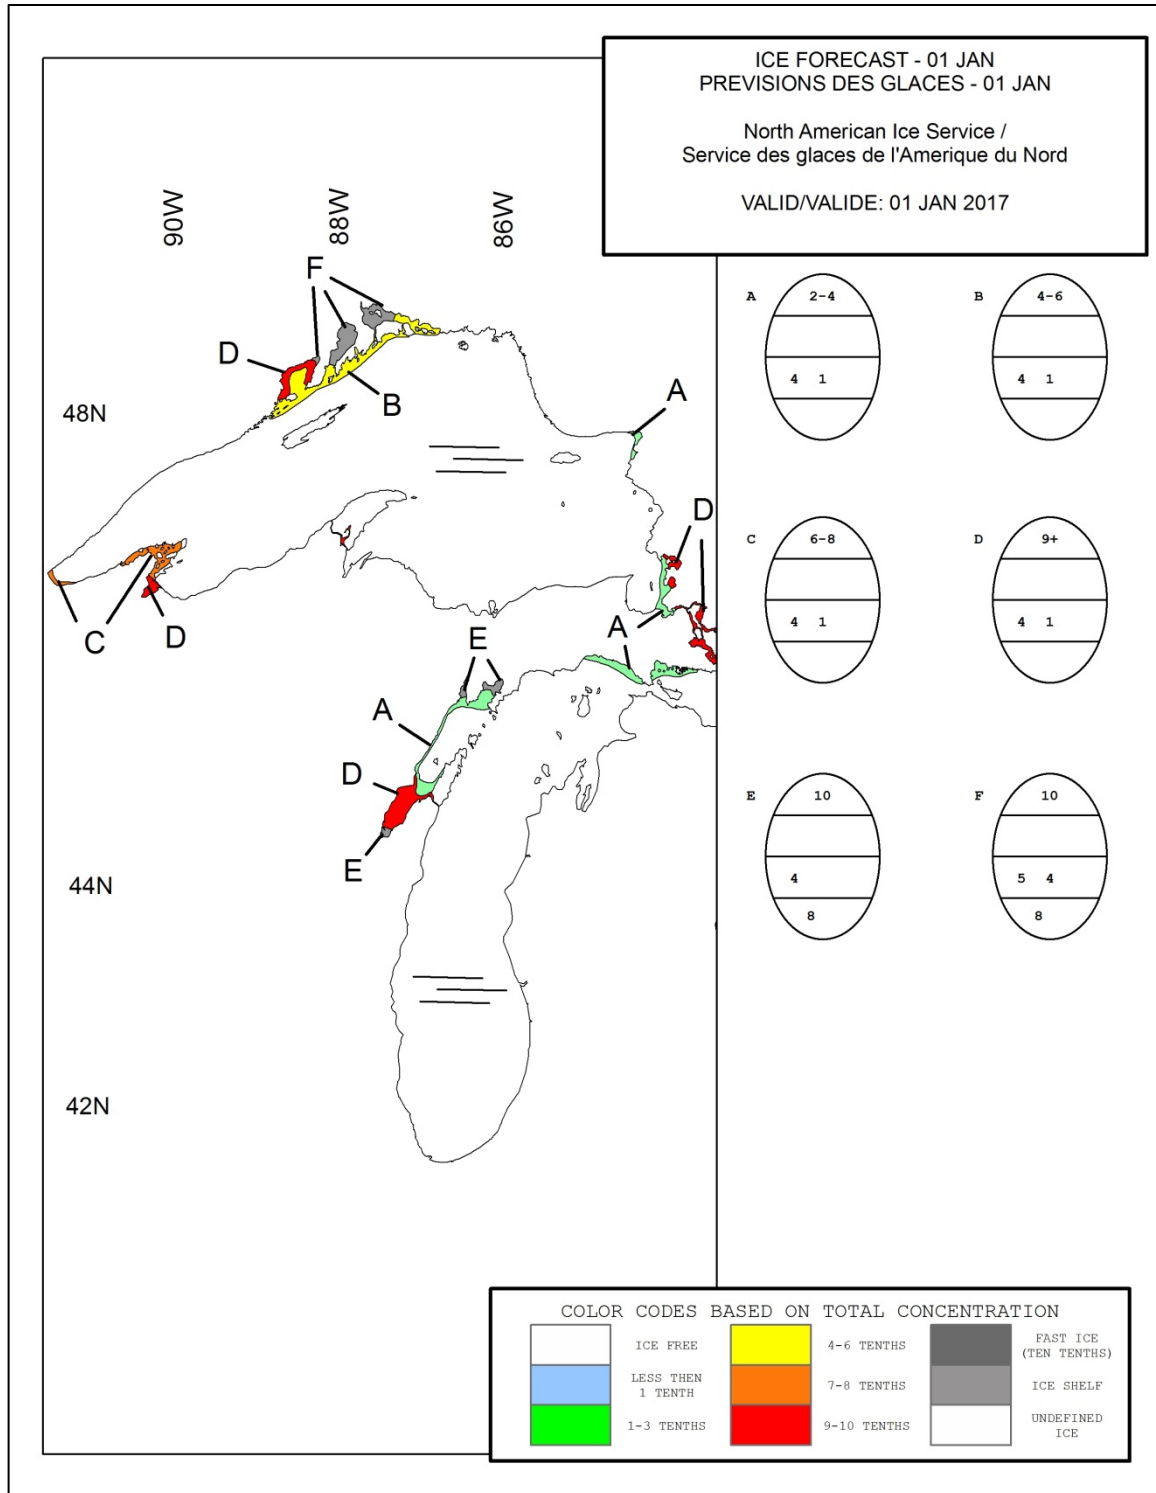 ICE FORECAST - 01 JAN
PREVISIONS DES GLACES - 01 JAN
North American Ice Service /
Service des glaces de l'Amerique du Nord
VALID/VALIDE: 01 JAN 2017
90W
88W
86W
F
D
B
48N
A
D
C
D
A
E
A
D
E
44N
42N
A
2-4
4 1
B
4-6
4 1
C
6-8
4 1
D
9+
4 1
E
10
4
8
F
10
5 4
8
COLOR CODES BASED ON TOTAL CONCENTRATION
ICE FREE
LESS THEN
1 TENTH
1-3 TENTHS
4-6 TENTHS
7-8 TENTHS
9-10 TENTHS
FAST ICE
(TEN TENTHS)
ICE SHELF
UNDEFINED
ICE